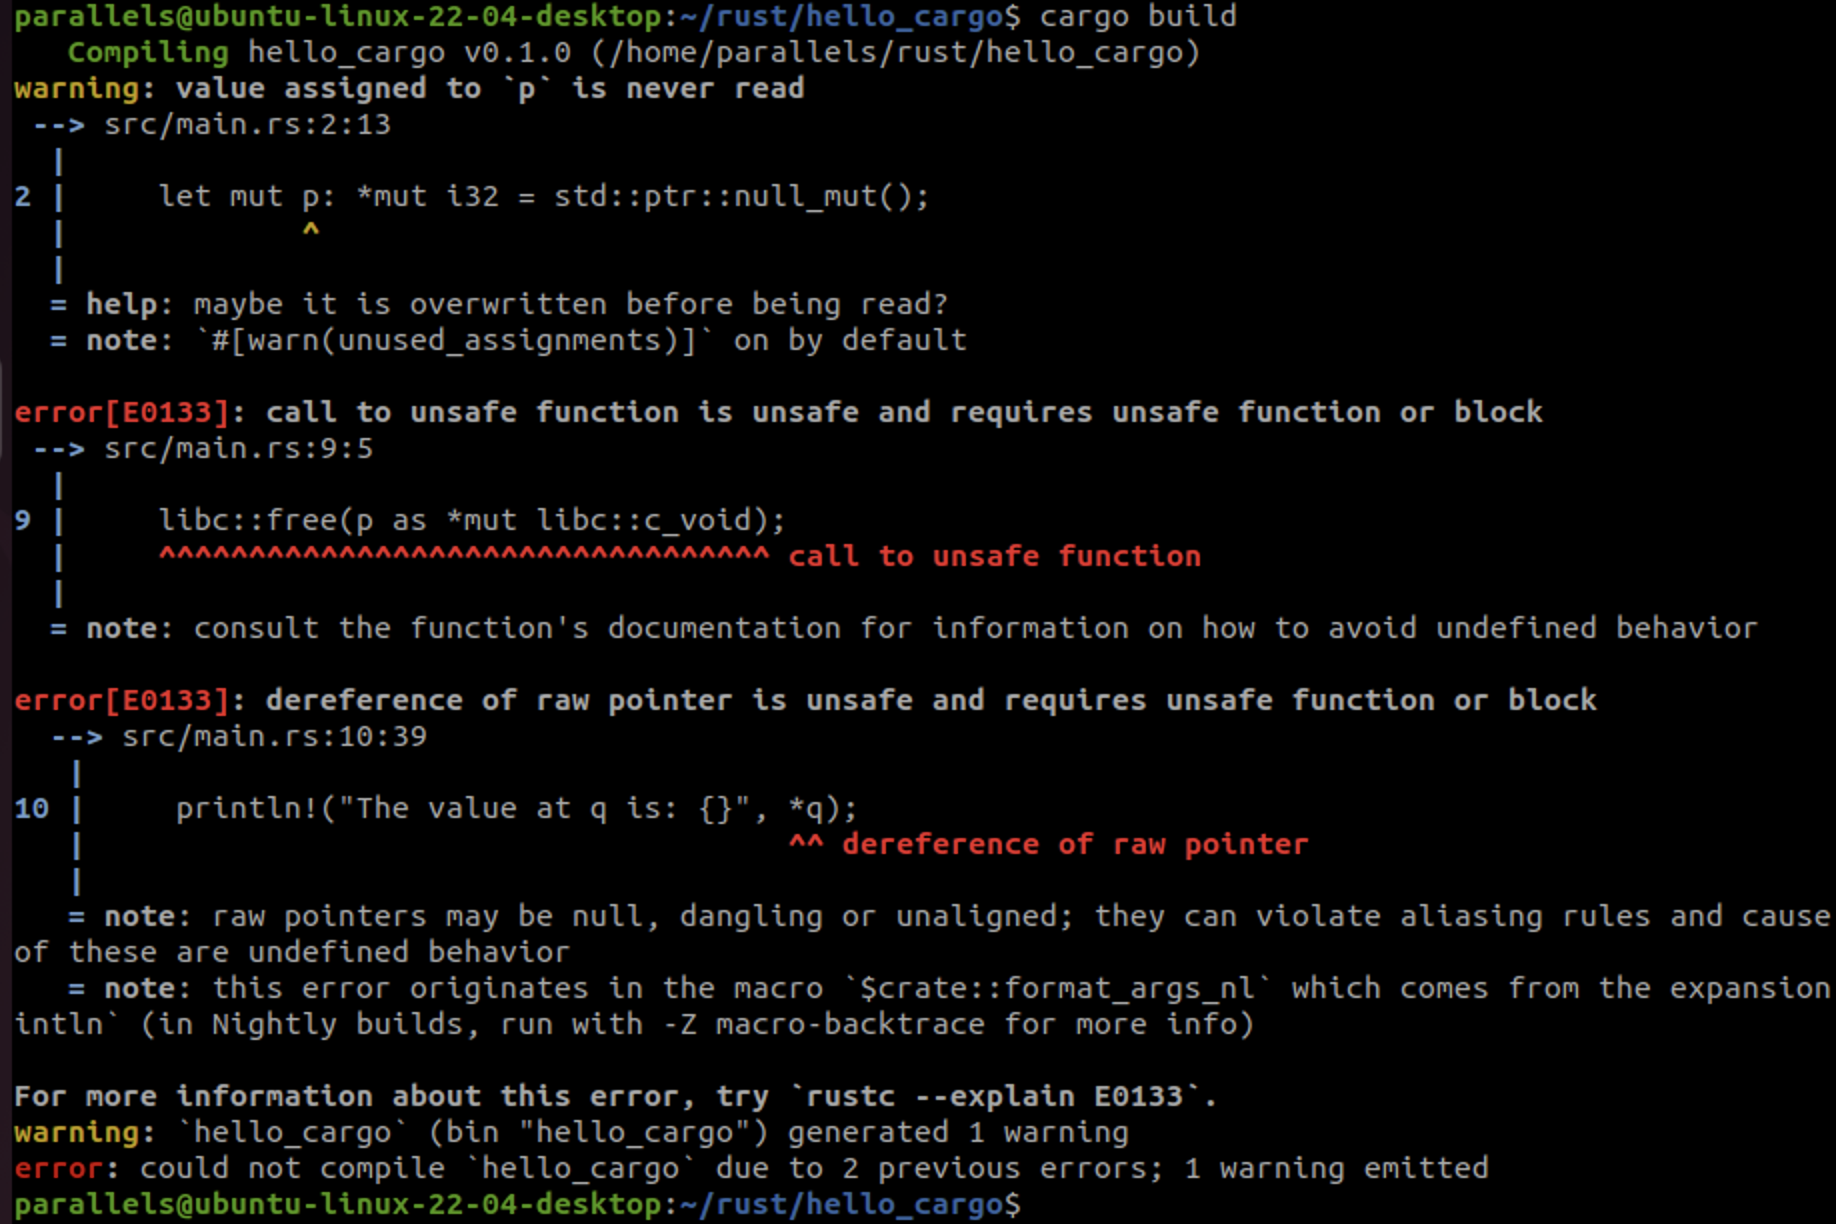 parallels@ubuntu-linux-22-04-desktop:~/rust/hello_cargo$ cargo build
   Compiling hello_cargo v0.1.0 (/home/parallels/rust/hello_cargo)
warning: value assigned to `p` is never read
 --> src/main.rs:2:13
  |
2 |     let mut p: *mut i32 = std::ptr::null_mut();
  |             ^
  |
  = help: maybe it is overwritten before being read?
  = note: `#[warn(unused_assignments)]` on by default

error[E0133]: call to unsafe function is unsafe and requires unsafe function or block
 --> src/main.rs:9:5
  |
9 |     libc::free(p as *mut libc::c_void);
  |     ^^^^^^^^^^^^^^^^^^^^^^^^^^^^^^^^^^ call to unsafe function
  |
  = note: consult the function's documentation for information on how to avoid undefined behavior

error[E0133]: dereference of raw pointer is unsafe and requires unsafe function or block
  --> src/main.rs:10:39
   |
10 |     println!("The value at q is: {}", *q);
   |                                       ^^ dereference of raw pointer
   |
   = note: raw pointers may be null, dangling or unaligned; they can violate aliasing rules and cause
of these are undefined behavior
   = note: this error originates in the macro `$crate::format_args_nl` which comes from the expansion
intln` (in Nightly builds, run with -Z macro-backtrace for more info)

For more information about this error, try `rustc --explain E0133`.
warning: `hello_cargo` (bin "hello_cargo") generated 1 warning
error: could not compile `hello_cargo` due to 2 previous errors; 1 warning emitted
parallels@ubuntu-linux-22-04-desktop:~/rust/hello_cargo$